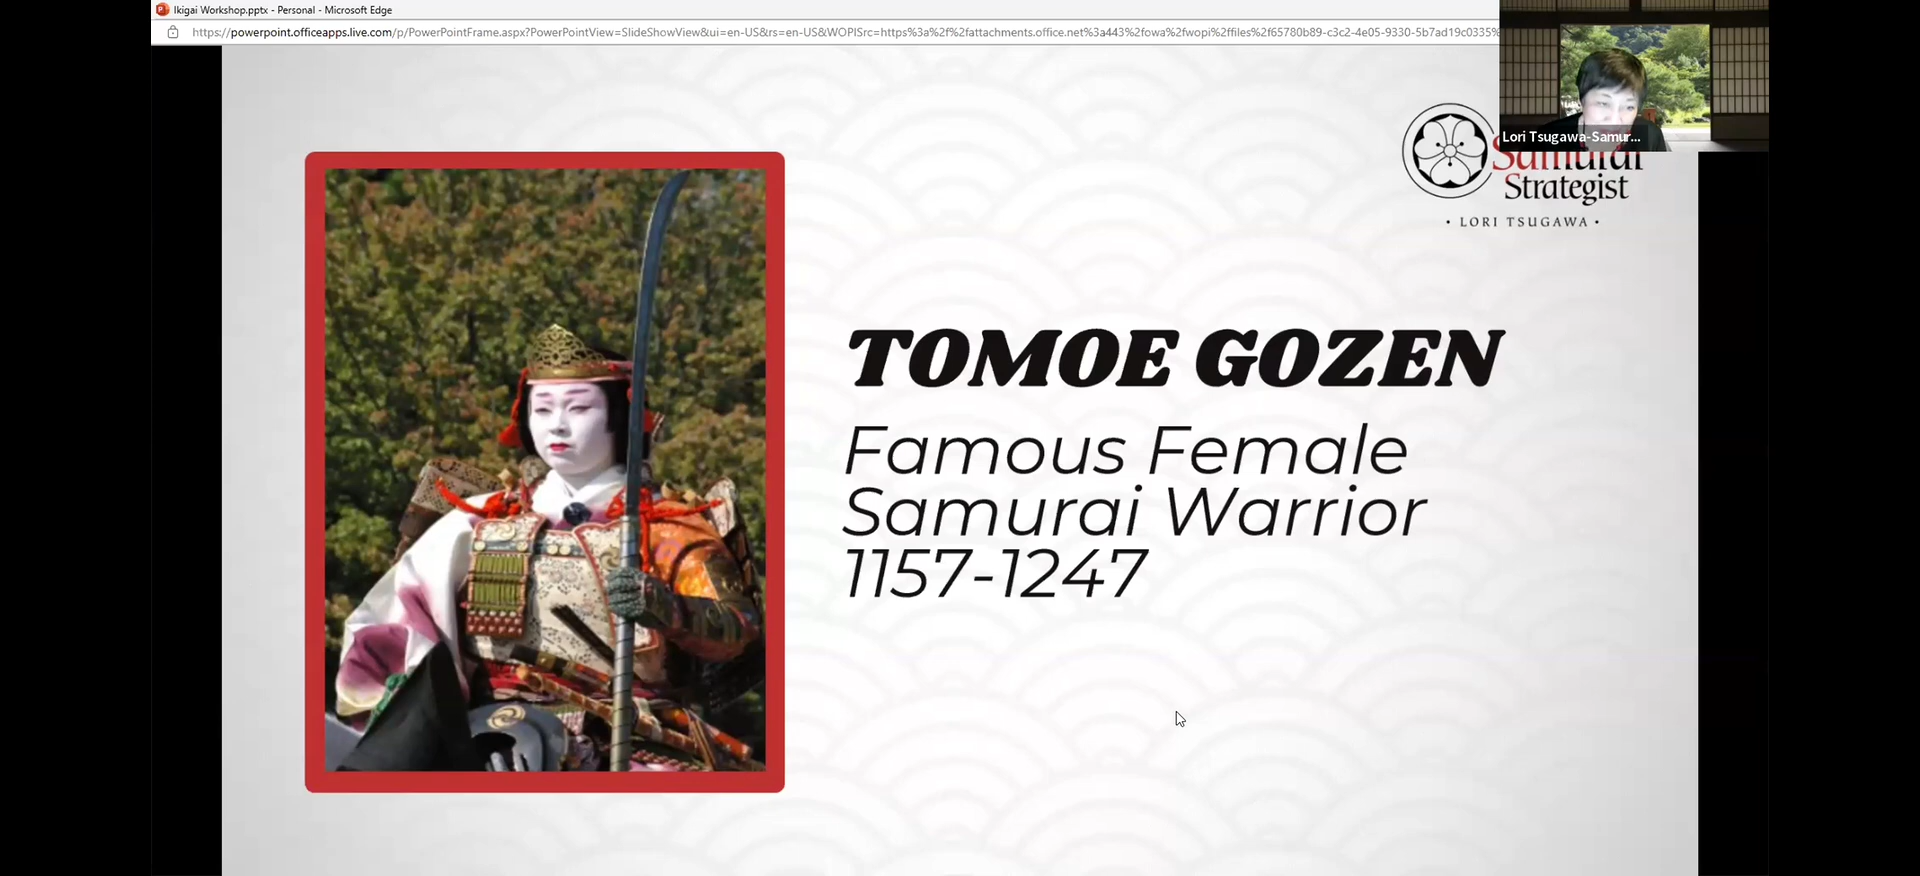 Ikigai Workshop.pptx - Personal - Microsoft Edge
https://powerpoint.officeapps.live.com/p/PowerPointFrame.aspx?PowerPointView=SlideShowView&ui=en-US&rs=en-US&WOPISrc=https%3a%2f%2fattachments.office.net%3a443%2fowa%2fwopi%2ffiles%2f65780b89-c3c2-4e05-9330-5b7ad19c0335%
Lori Tsugawa-Samur...
Samurai
Strategist
• LORI TSUGAWA •
TOMOE GOZEN
Famous Female
Samurai Warrior
1157-1247